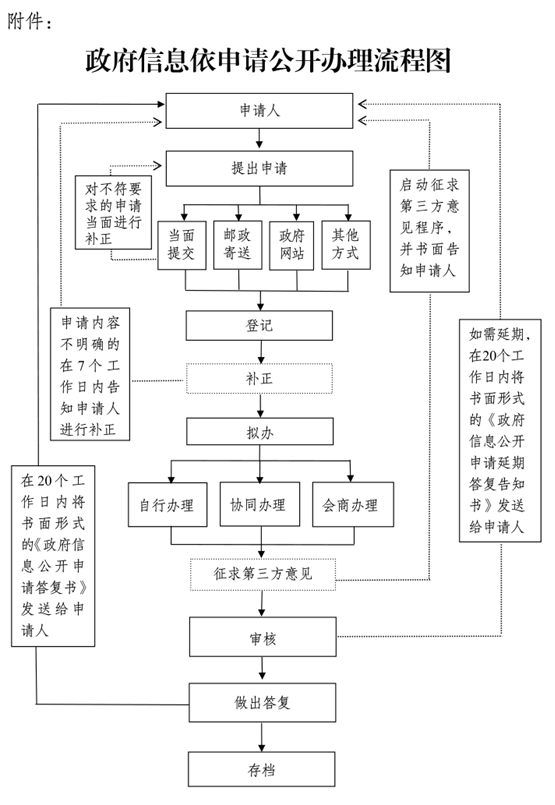 附件：
政府信息依申请公开办理流程图
申请人
提出申请
对不符要
求的申请
当面进行
补正
当面
提交
邮政
寄送
政府
网站
其他
方式
启动征求
第三方意
见程序，
并书面告
知申请人
登记
申请内容
不明确的
在7个工
作日内告
知申请人
进行补正
补正
如需延期，
在20个工
作日内将
书面形式
的《政府
信息公开
申请延期
答复告知
书》发送
给申请人
拟办
在20个工
作日内将
书面形式
的《政府信
息公开申
请答复书》
发送给申
请人
自行办理
协同办理
会商办理
征求第三方意见
审核
做出答复
存档